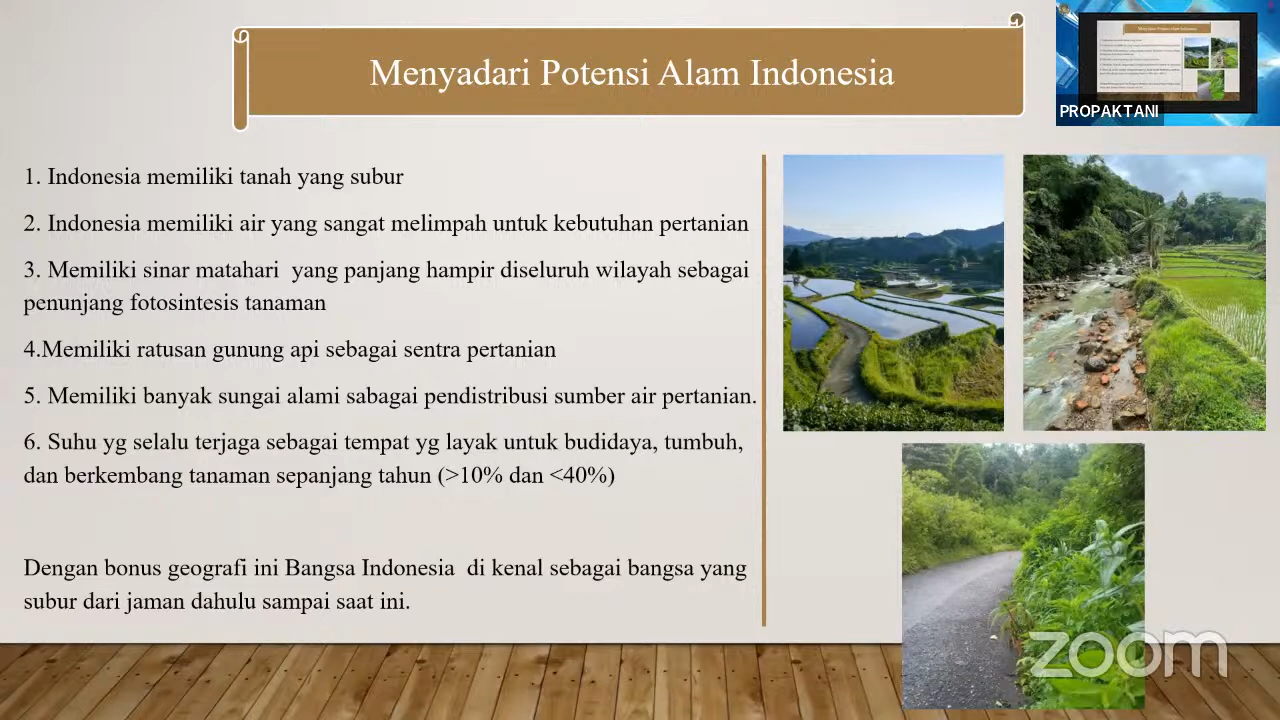 Menyadari Potensi Alam Indonesia
PROPAKTANI
1. Indonesia memiliki tanah yang subur
2. Indonesia memiliki air yang sangat melimpah untuk kebutuhan pertanian
3. Memiliki sinar matahari  yang panjang hampir diseluruh wilayah sebagai
penunjang fotosintesis tanaman
4.Memiliki ratusan gunung api sebagai sentra pertanian
5. Memiliki banyak sungai alami sabagai pendistribusi sumber air pertanian.
6. Suhu yg selalu terjaga sebagai tempat yg layak untuk budidaya, tumbuh,
dan berkembang tanaman sepanjang tahun (>10% dan <40%)
Dengan bonus geografi ini Bangsa Indonesia  di kenal sebagai bangsa yang
subur dari jaman dahulu sampai saat ini.
zoom